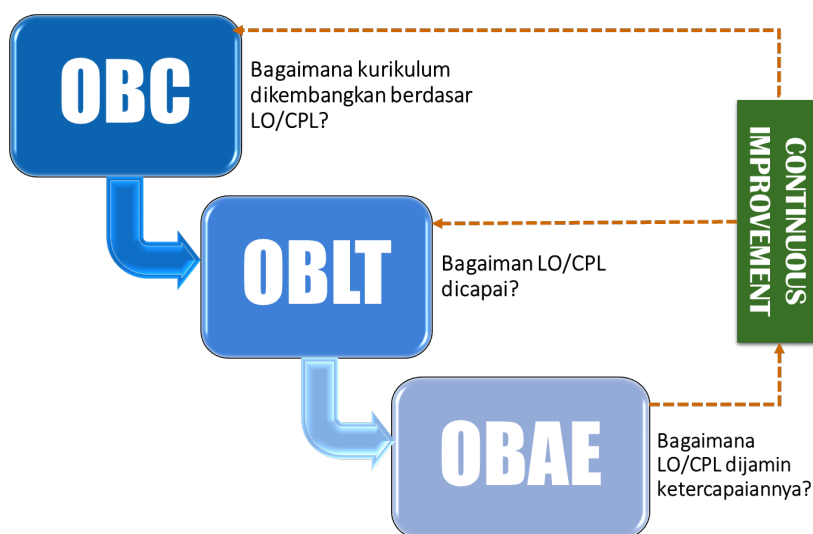 OBC
Bagaimana kurikulum
dikembangkan berdasar
LO/CPL?
OBLT
Bagaiman LO/CPL
dicapai?
OBAE
Bagaimana
LO/CPL dijamin
ketercapaiannya?
CONTINUOUS
IMPROVEMENT